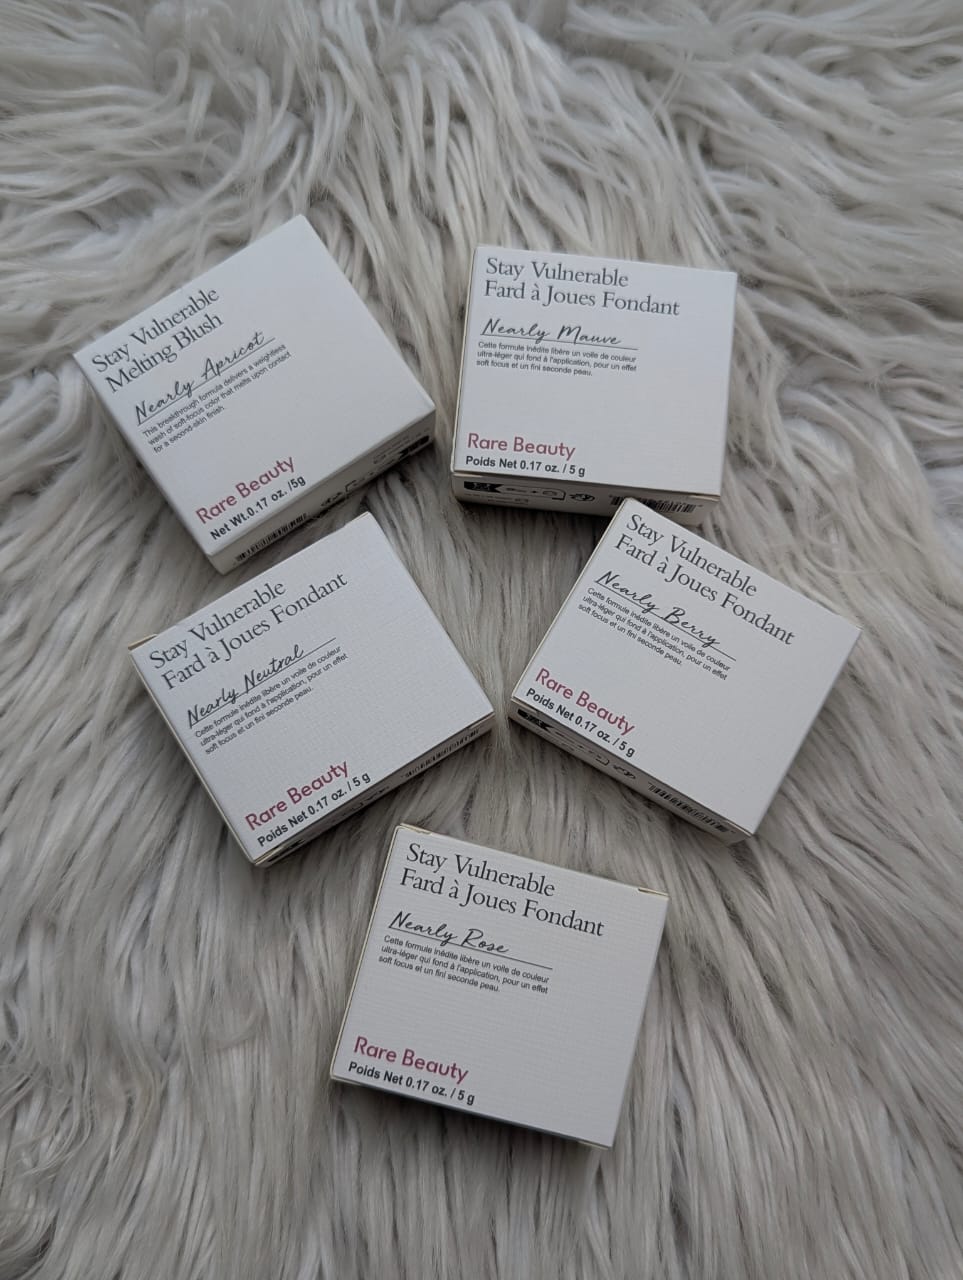 Stay Vulnerable
Melting Blush
Nearly Apricot
This breakthrough formula delivers a weightless
wash of soft-focus color that melts upon contact
for a second-skin finish.
Rare Beauty
Net Wt.0.17 oz. /5g
Stay Vulnerable
Fard à Joues Fondant
Nearly Mauve
Cette formule inédite libère un voile de couleur
ultra-léger qui fond à l'application, pour un effet
soft focus et un fini seconde peau.
Rare Beauty
Poids Net 0.17 oz. / 5 g
Stay Vulnerable
Fard à Joues Fondant
Nearly Neutral
Cette formule inédite libère un voile de couleur
ultra-léger qui fond à l'application, pour un effet
soft focus et un fini seconde peau.
Rare Beauty
Poids Net 0.17 oz. / 5 g
Stay Vulnerable
Fard à Joues Fondant
Nearly Berry
Cette formule inédite libère un voile de couleur
ultra-léger qui fond à l'application, pour un effet
soft focus et un fini seconde peau.
Rare Beauty
Poids Net 0.17 oz. / 5 g
Stay Vulnerable
Fard à Joues Fondant
Nearly Rose
Cette formule inédite libère un voile de couleur
ultra-léger qui fond à l'application, pour un effet
soft focus et un fini seconde peau.
Rare Beauty
Poids Net 0.17 oz. / 5 g